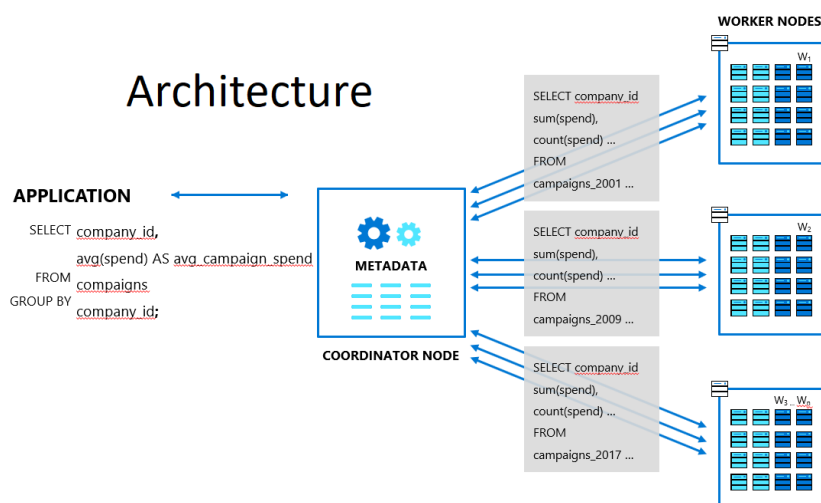 WORKER NODES
Architecture
W1
SELECT company_id
sum(spend),
count(spend) ...
FROM
campaigns_2001 ...
APPLICATION
SELECT company_id,
avg(spend) AS avg_campaign_spend
FROM compaigns
GROUP BY company_id;
METADATA
COORDINATOR NODE
SELECT company_id
sum(spend),
count(spend) ...
FROM
campaigns_2009 ...
W2
SELECT company_id
sum(spend),
count(spend) ...
FROM
campaigns_2017 ...
W3 ... Wn